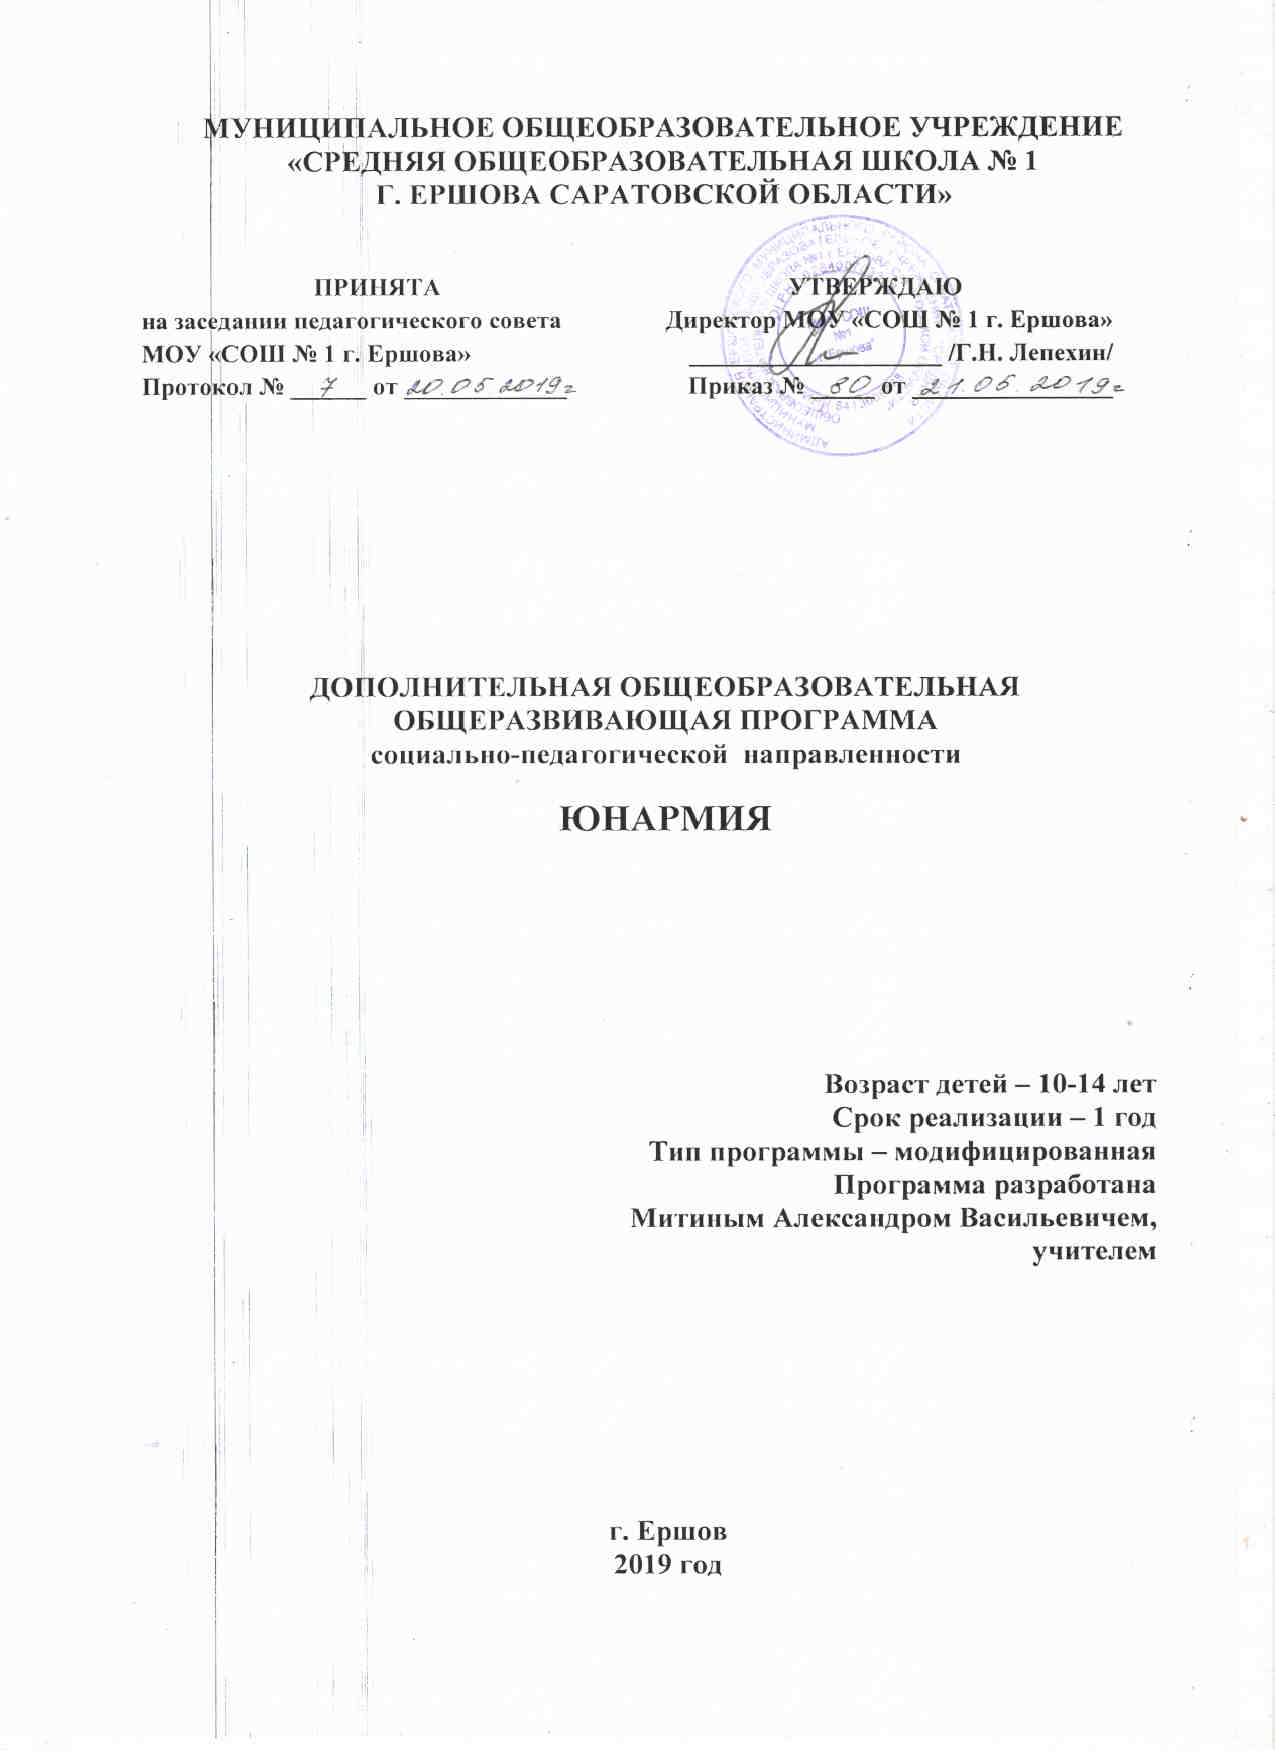 МУНИЦИПАЛЬНОЕ ОБЩЕОБРАЗОВАТЕЛЬНОЕ УЧРЕЖДЕНИЕ
«СРЕДНЯЯ ОБЩЕОБРАЗОВАТЕЛЬНАЯ ШКОЛА № 1
Г. ЕРШОВА САРАТОВСКОЙ ОБЛАСТИ»
ПРИНЯТА
на заседании педагогического совета
МОУ «СОШ № 1 г. Ершова»
Протокол № 7 от 20.05 2019г
УТВЕРЖДАЮ
Директор МОУ «СОШ № 1 г. Ершова»
/Г.Н. Лепехин/
Приказ № 80 от 21.05. 2019г
ДОПОЛНИТЕЛЬНАЯ ОБЩЕОБРАЗОВАТЕЛЬНАЯ
ОБЩЕРАЗВИВАЮЩАЯ ПРОГРАММА
социально-педагогической направленности
ЮНАРМИЯ
Возраст детей – 10-14 лет
Срок реализации – 1 год
Тип программы – модифицированная
Программа разработана
Митиным Александром Васильевичем,
учителем
г. Ершов
2019 год